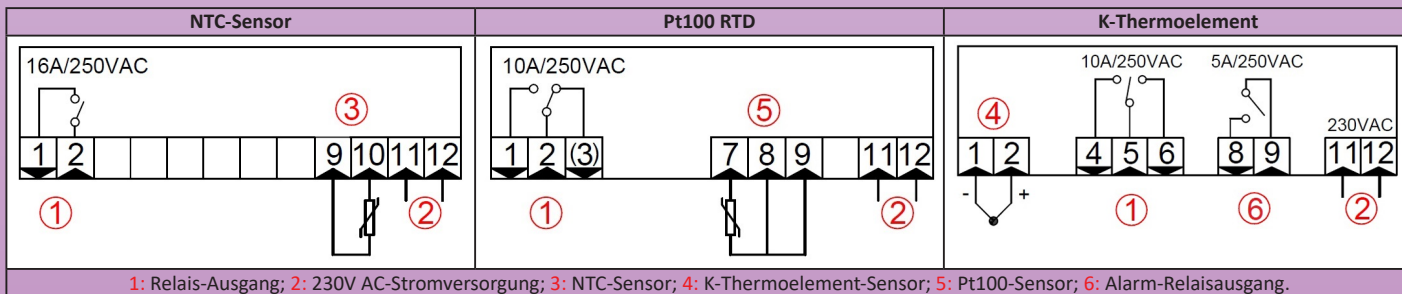 NTC-Sensor
16A/250VAC
③
1 2 9 10 11 12
① ②
Pt100 RTD
10A/250VAC
⑤
1 2 (3) 7 8 9 11 12
① ②
K-Thermoelement
10A/250VAC 5A/250VAC
④
230VAC
1 2 4 5 6 8 9 11 12
- +
① ⑥ ②
1: Relais-Ausgang; 2: 230V AC-Stromversorgung; 3: NTC-Sensor; 4: K-Thermoelement-Sensor; 5: Pt100-Sensor; 6: Alarm-Relaisausgang.